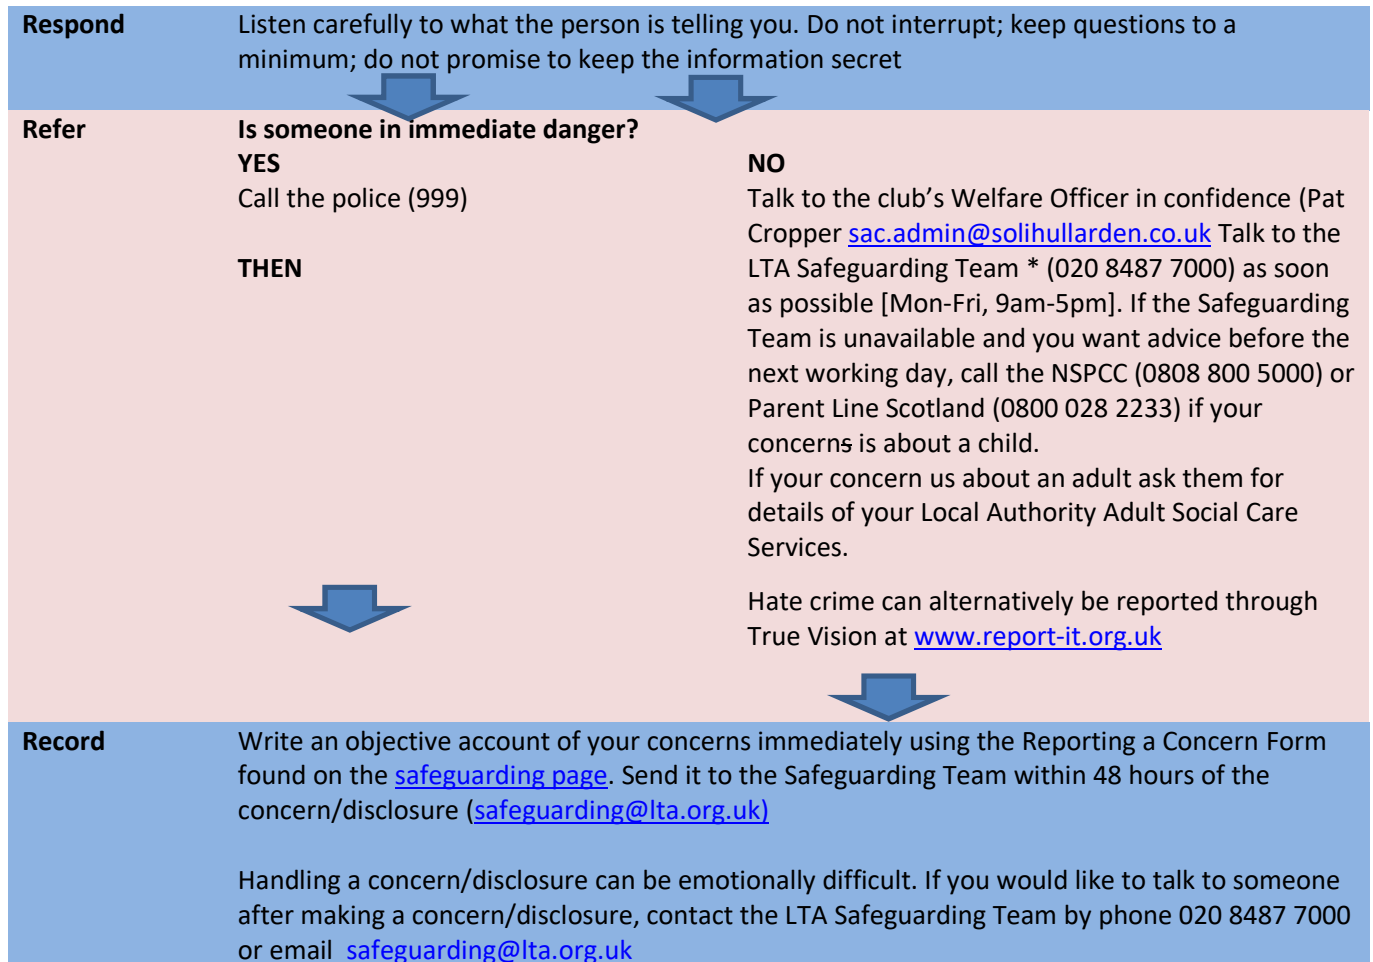 Respond
Listen carefully to what the person is telling you. Do not interrupt; keep questions to a
minimum; do not promise to keep the information secret
Refer
Is someone in immediate danger?
YES
Call the police (999)
THEN
NO
Talk to the club’s Welfare Officer in confidence (Pat
Cropper sac.admin@solihullarden.co.uk Talk to the
LTA Safeguarding Team * (020 8487 7000) as soon
as possible [Mon-Fri, 9am-5pm]. If the Safeguarding
Team is unavailable and you want advice before the
next working day, call the NSPCC (0808 800 5000) or
Parent Line Scotland (0800 028 2233) if your
concerns is about a child.
If your concern us about an adult ask them for
details of your Local Authority Adult Social Care
Services.
Hate crime can alternatively be reported through
True Vision at www.report-it.org.uk
Record
Write an objective account of your concerns immediately using the Reporting a Concern Form
found on the safeguarding page. Send it to the Safeguarding Team within 48 hours of the
concern/disclosure (safeguarding@lta.org.uk)
Handling a concern/disclosure can be emotionally difficult. If you would like to talk to someone
after making a concern/disclosure, contact the LTA Safeguarding Team by phone 020 8487 7000
or email safeguarding@lta.org.uk